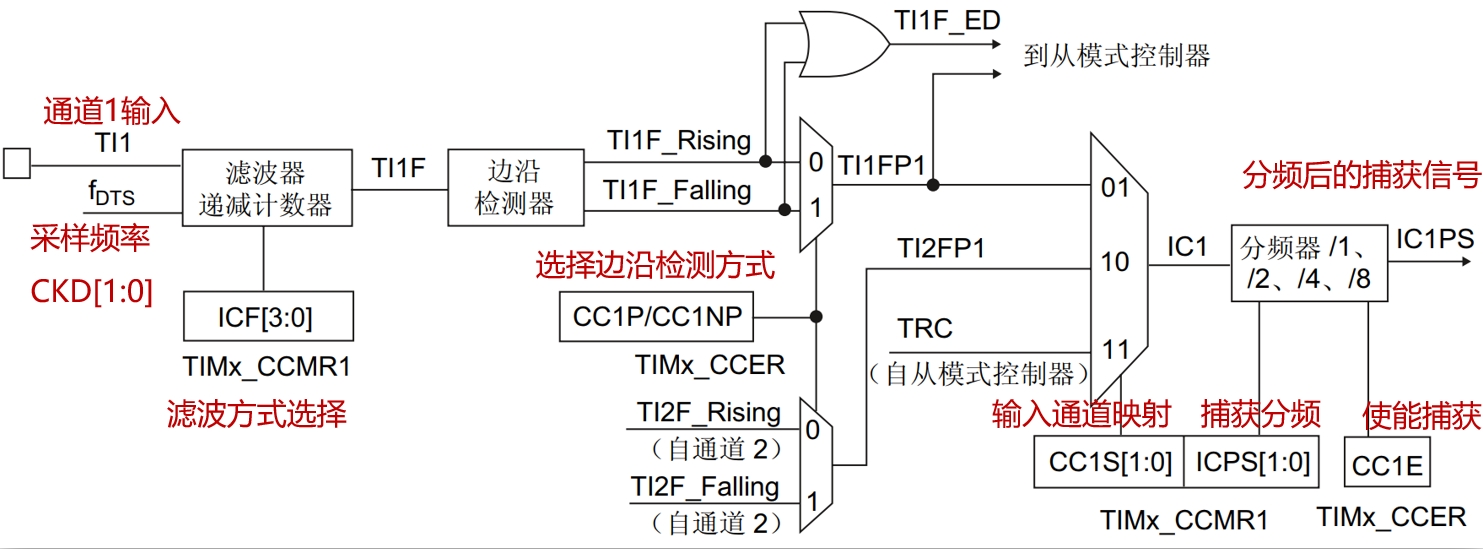 TI1F_ED
到从模式控制器
通道1输入
TI1
fDTS
采样频率
CKD[1:0]
滤波器
递减计数器
ICF[3:0]
TIMx_CCMR1
滤波方式选择
TI1F
边沿
检测器
TI1F_Rising
TI1F_Falling
0
1
选择边沿检测方式
CC1P/CC1NP
TIMx_CCER
TI2F_Rising
（自通道 2）
TI2F_Falling
（自通道 2）
0
1
TI1FP1
TI2FP1
TRC
（自从模式控制器）
01
10
11
IC1
分频后的捕获信号
分频器 /1、
/2、/4、/8
IC1PS
输入通道映射
捕获分频
使能捕获
CC1S[1:0]
ICPS[1:0]
CC1E
TIMx_CCMR1
TIMx_CCER